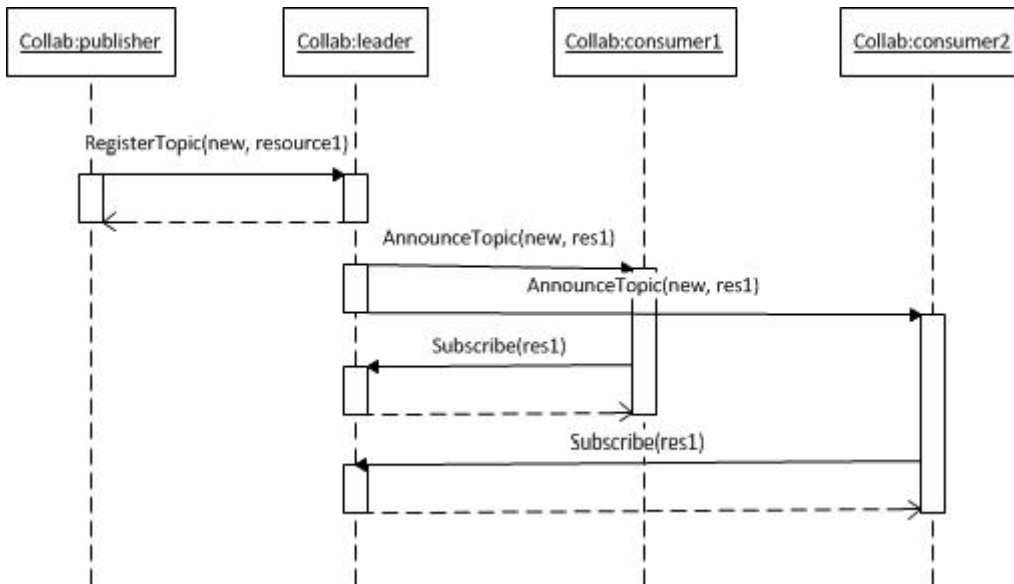 Collab:publisher
Collab:leader
Collab:consumer1
Collab:consumer2
RegisterTopic(new, resource1)
AnnounceTopic(new, res1)
AnnounceTopic(new, res1)
Subscribe(res1)
Subscribe(res1)